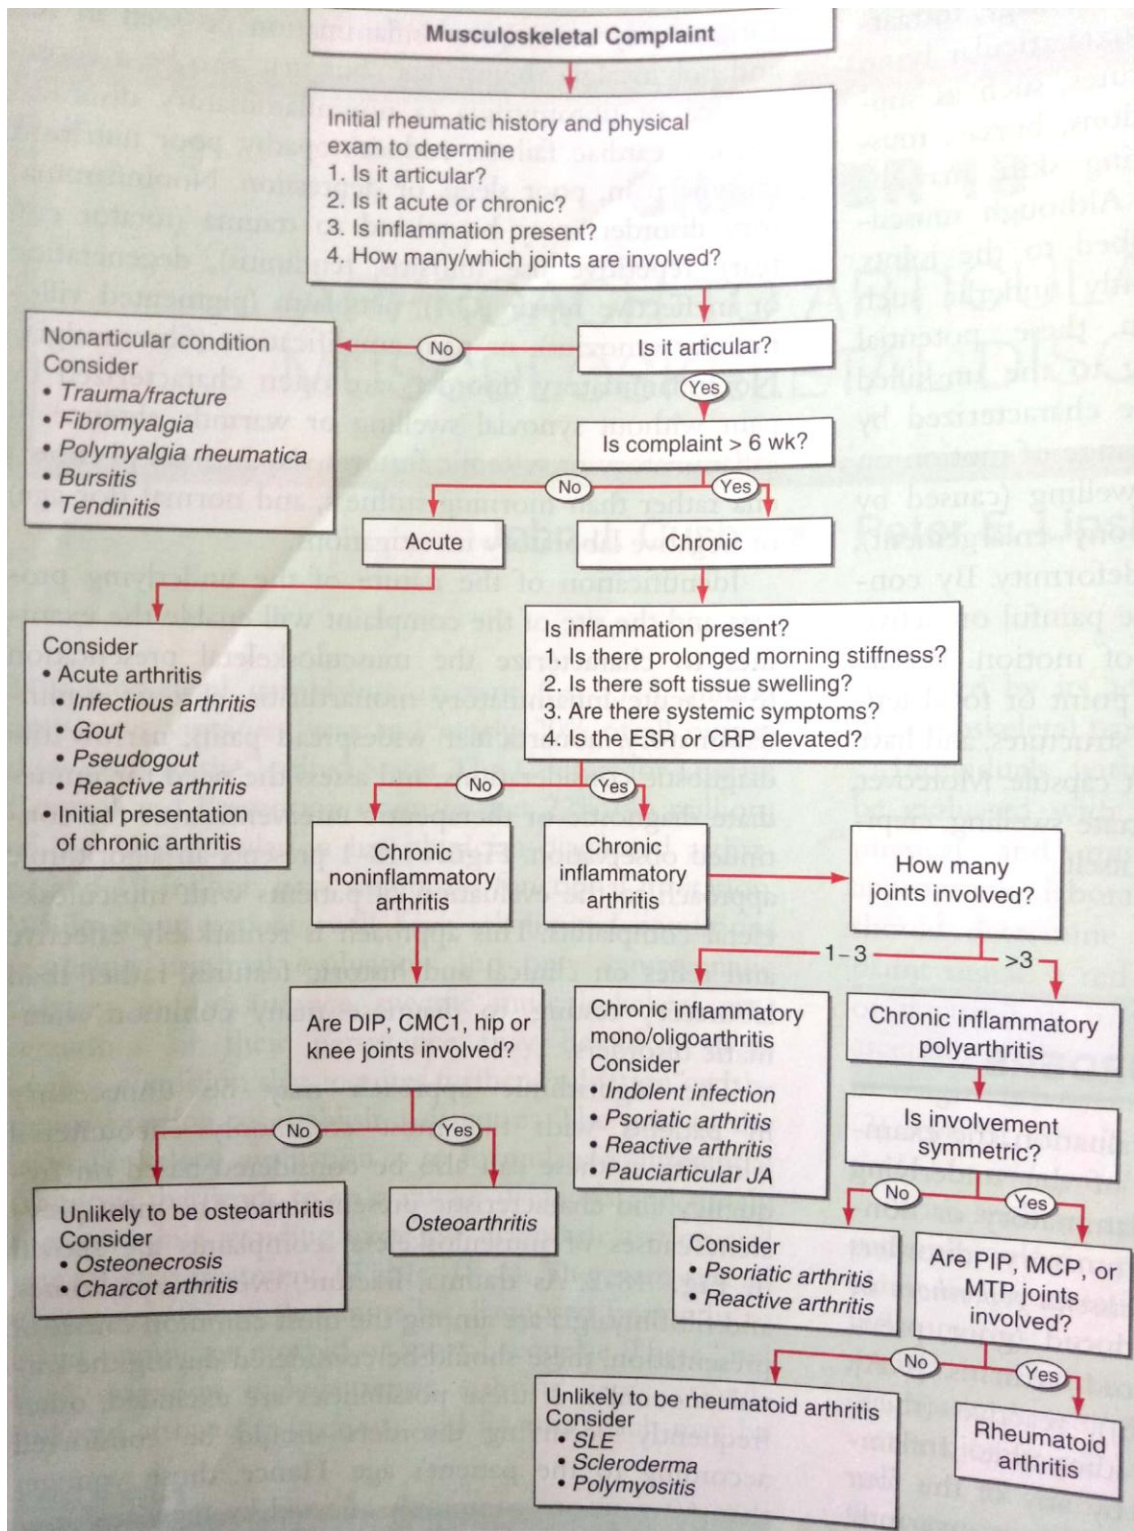 Musculoskeletal Complaint
Initial rheumatic history and physical
exam to determine
1. Is it articular?
2. Is it acute or chronic?
3. Is inflammation present?
4. How many/which joints are involved?
Nonarticular condition
Consider
• Trauma/fracture
• Fibromyalgia
• Polymyalgia rheumatica
• Bursitis
• Tendinitis
No
Is it articular?
Yes
Is complaint > 6 wk?
No
Yes
Acute
Chronic
Consider
• Acute arthritis
• Infectious arthritis
• Gout
• Pseudogout
• Reactive arthritis
• Initial presentation
of chronic arthritis
Is inflammation present?
1. Is there prolonged morning stiffness?
2. Is there soft tissue swelling?
3. Are there systemic symptoms?
4. Is the ESR or CRP elevated?
No
Yes
Chronic
noninflammatory
arthritis
Chronic
inflammatory
arthritis
How many
joints involved?
1–3
>3
Are DIP, CMC1, hip or
knee joints involved?
Chronic inflammatory
mono/oligoarthritis
Consider
• Indolent infection
• Psoriatic arthritis
• Reactive arthritis
• Pauciarticular JA
Chronic inflammatory
polyarthritis
Is involvement
symmetric?
No
Yes
No
Yes
Unlikely to be osteoarthritis
Consider
• Osteonecrosis
• Charcot arthritis
Osteoarthritis
Consider
• Psoriatic arthritis
• Reactive arthritis
Are PIP, MCP, or
MTP joints
involved?
No
Yes
Unlikely to be rheumatoid arthritis
Consider
• SLE
• Scleroderma
• Polymyositis
Rheumatoid
arthritis